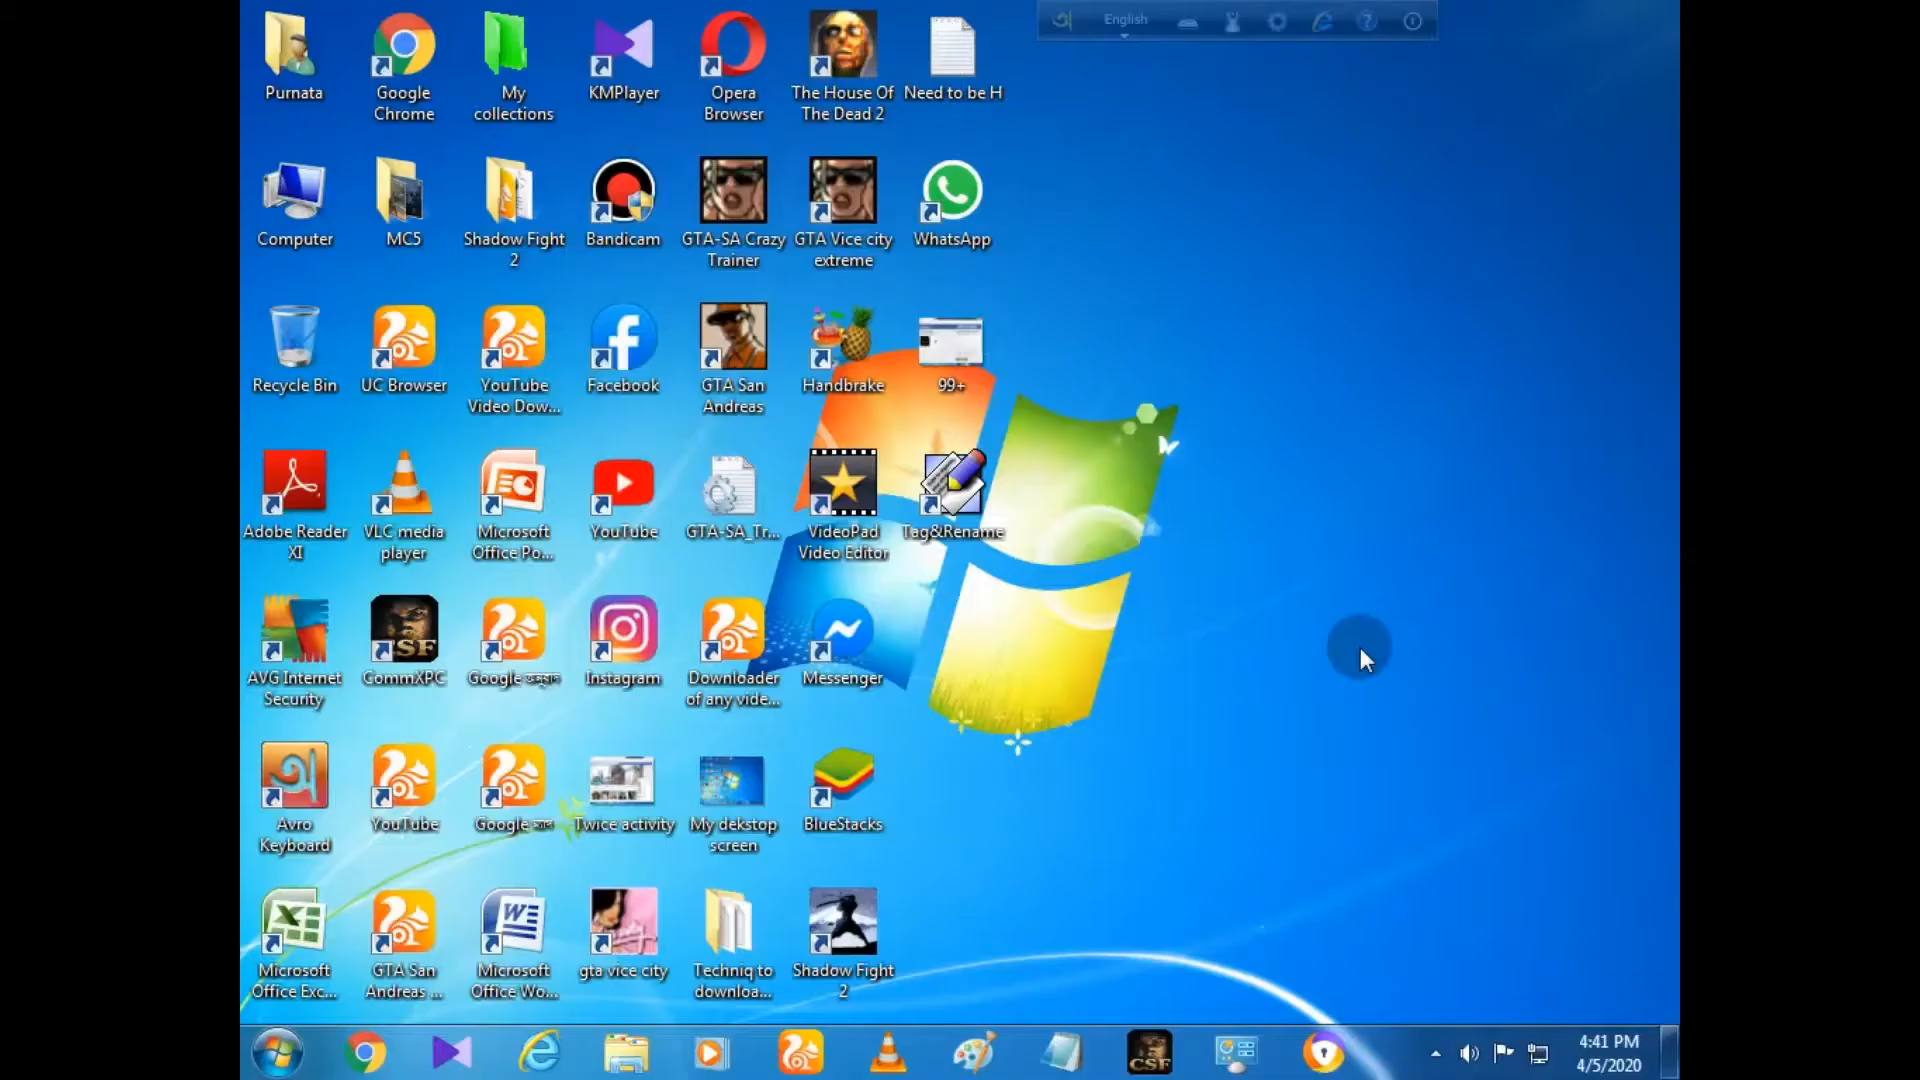 English
Purnata
Google
Chrome
My
collections
KMPlayer
Opera
Browser
The House Of
The Dead 2
Need to be H
Computer
MC5
Shadow Fight
2
Bandicam
GTA-SA Crazy
Trainer
GTA Vice city
extreme
WhatsApp
Recycle Bin
UC Browser
YouTube
Video Dow...
Facebook
GTA San
Andreas
Handbrake
99+
Adobe Reader
XI
VLC media
player
Microsoft
Office Po...
YouTube
GTA-SA_Tr...
VideoPad
Video Editor
Tag&Rename
AVG Internet
Security
CSF
CommXPC
Google
Instagram
Downloader
of any vide...
Messenger
Avro
Keyboard
YouTube
Google
Twice activity
My dekstop
screen
BlueStacks
Microsoft
Office Exc...
GTA San
Andreas ...
Microsoft
Office Wo...
gta vice city
Techniq to
downloa...
Shadow Fight
2
CSF
4:41 PM
4/5/2020